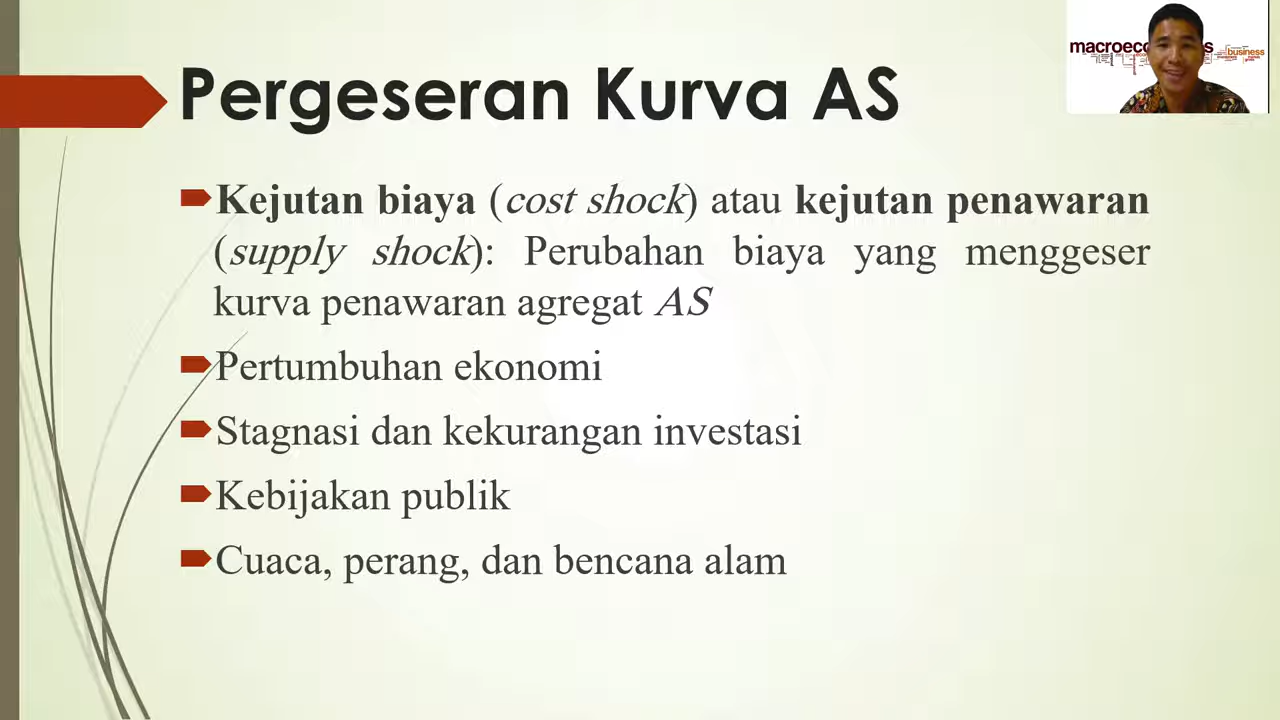 Pergeseran Kurva AS
Kejutan biaya (cost shock) atau kejutan penawaran
(supply shock): Perubahan biaya yang menggeser
kurva penawaran agregat AS
Pertumbuhan ekonomi
Stagnasi dan kekurangan investasi
Kebijakan publik
Cuaca, perang, dan bencana alam
business